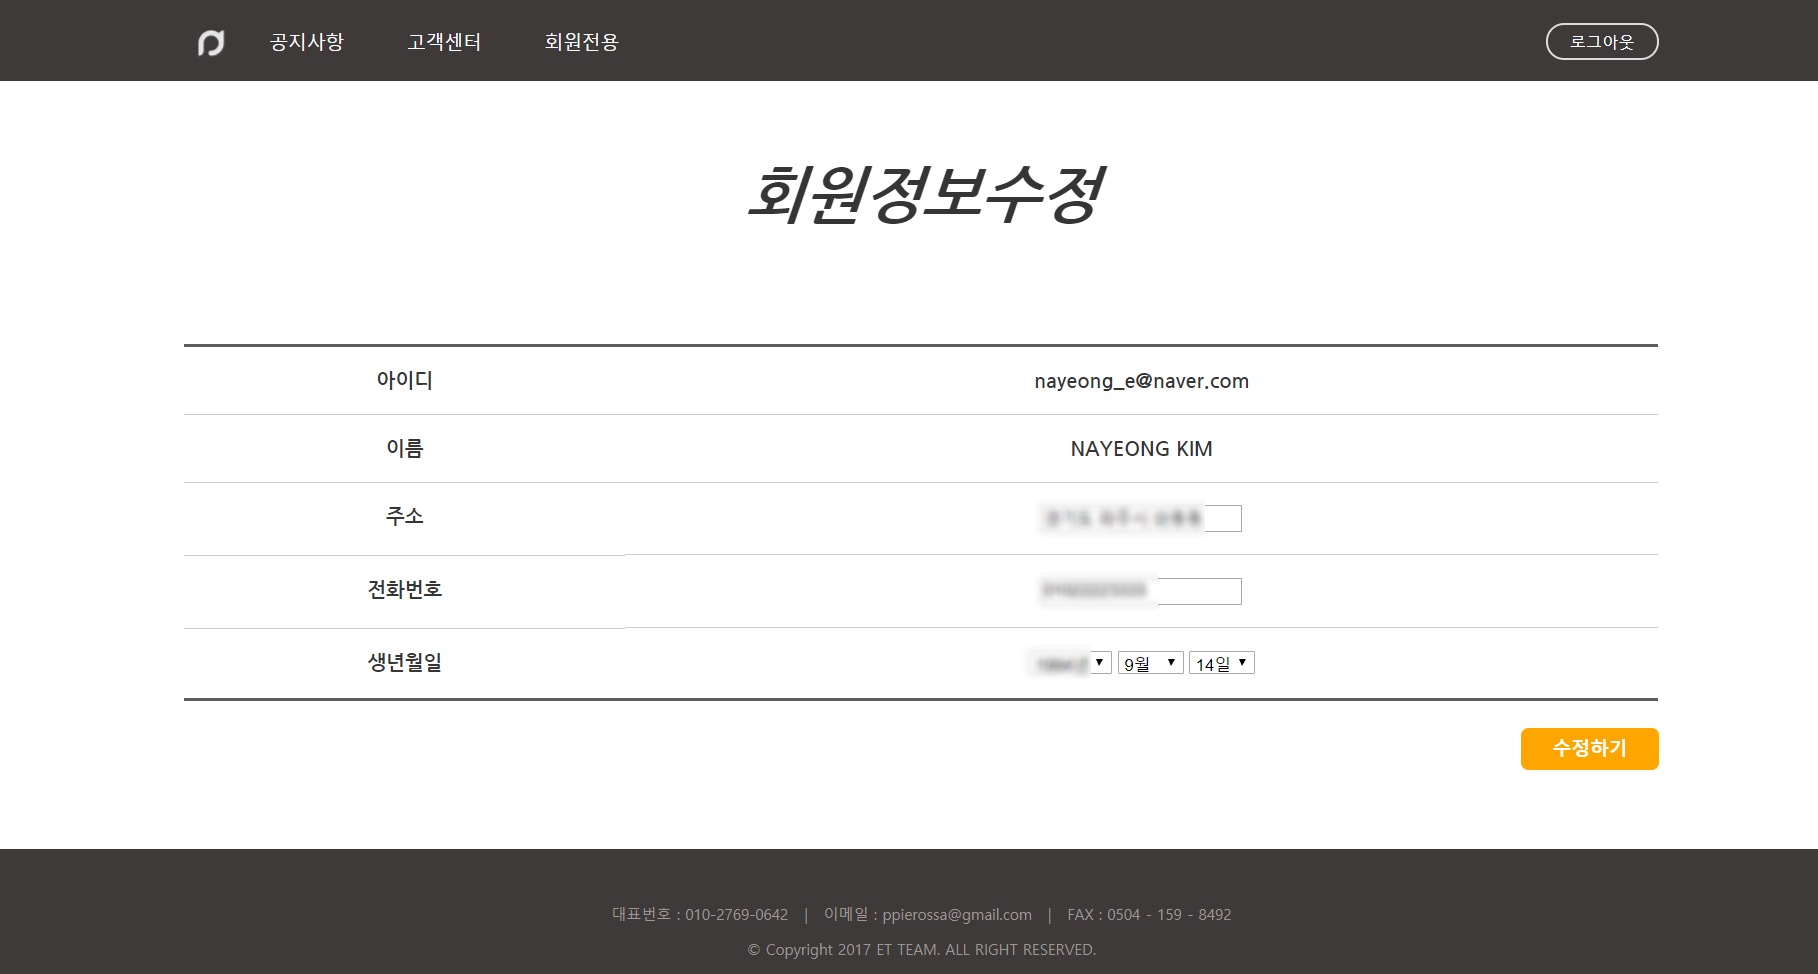 공지사항 고객센터 회원전용 로그아웃
회원정보수정
아이디 nayeong_e@naver.com
이름 NAYEONG KIM
주소
전화번호
생년월일 9월 14일
수정하기
대표번호 : 010-2769-0642 | 이메일 : ppierossa@gmail.com | FAX : 0504 - 159 - 8492
© Copyright 2017 ET TEAM. ALL RIGHT RESERVED.